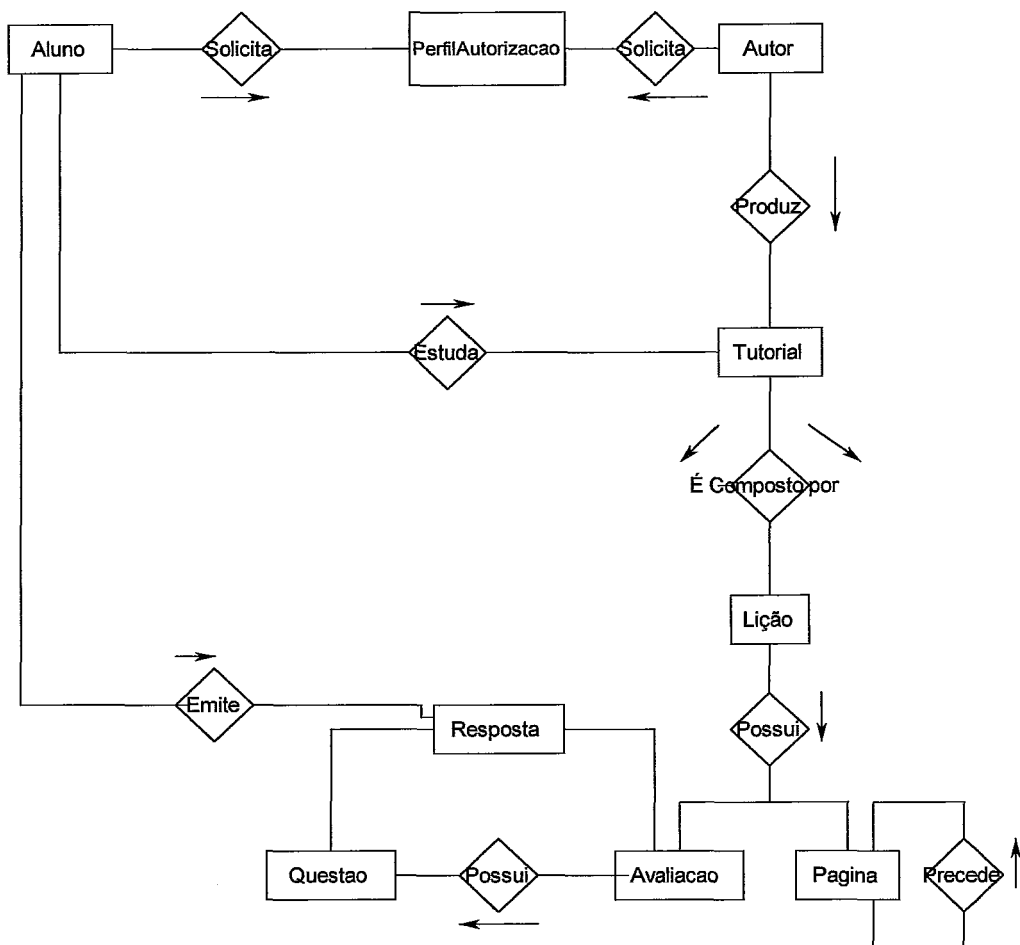 Aluno
Solicita
PerfilAutorizacao
Solicita
Autor
Produz
Estuda
Tutorial
É Composto por
Lição
Emite
Resposta
Possui
Questao
Possui
Avaliacao
Pagina
Precede